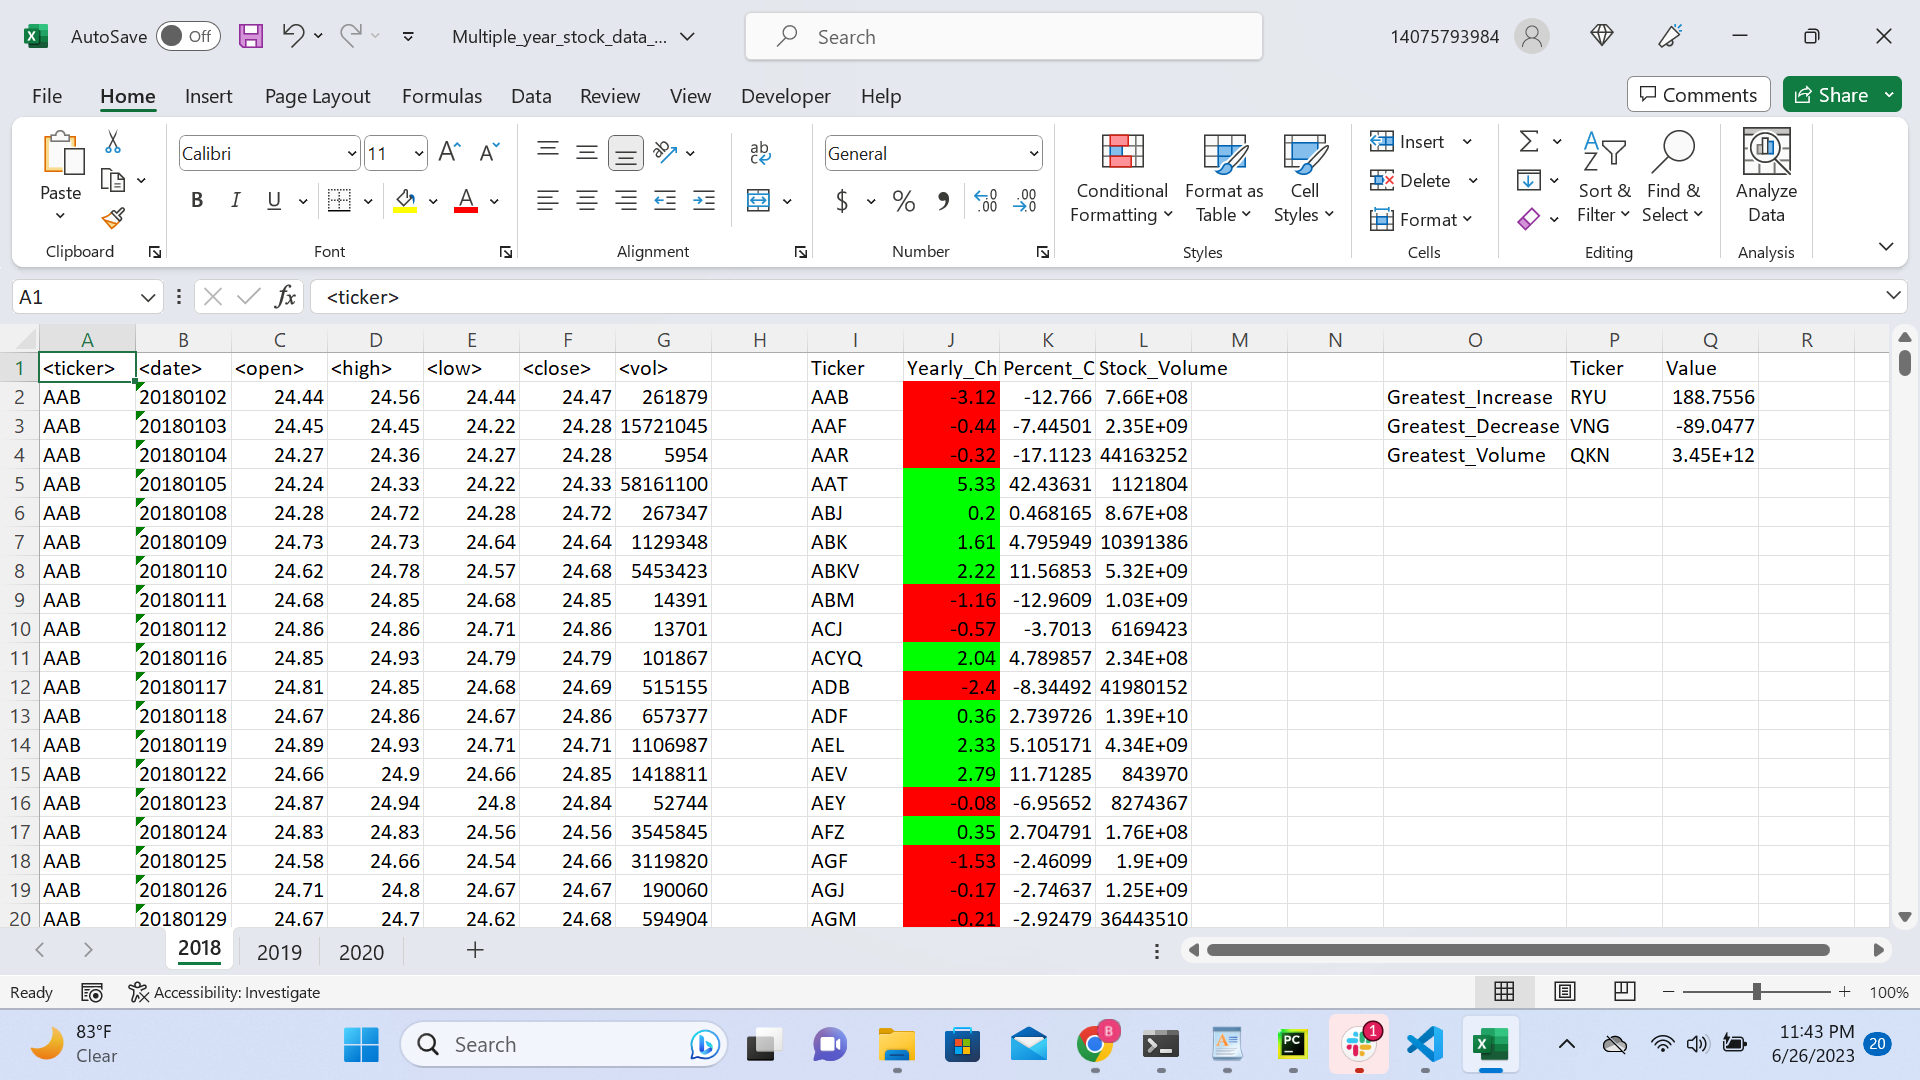 AutoSave Off Multiple_year_stock_data_... Search 14075793984
File Home Insert Page Layout Formulas Data Review View Developer Help Comments Share
Paste Calibri 11 General Conditional Formatting Format as Table Cell Styles Insert Delete Format Sort & Filter Find & Select Analyze Data
B I U A $ % , .00
Clipboard Font Alignment Number Styles Cells Editing Analysis
A1 fx <ticker>
A B C D E F G H I J K L M N O P Q R
1 <ticker> <date> <open> <high> <low> <close> <vol> Ticker Yearly_Ch Percent_C Stock_Volume Ticker Value
2 AAB 20180102 24.44 24.56 24.44 24.47 261879 AAB -3.12 -12.766 7.66E+08 Greatest_Increase RYU 188.7556
3 AAB 20180103 24.45 24.45 24.22 24.28 15721045 AAF -0.44 -7.44501 2.35E+09 Greatest_Decrease VNG -89.0477
4 AAB 20180104 24.27 24.36 24.27 24.28 5954 AAR -0.32 -17.1123 44163252 Greatest_Volume QKN 3.45E+12
5 AAB 20180105 24.24 24.33 24.22 24.33 58161100 AAT 5.33 42.43631 1121804
6 AAB 20180108 24.28 24.72 24.28 24.72 267347 ABJ 0.2 0.468165 8.67E+08
7 AAB 20180109 24.73 24.73 24.64 24.64 1129348 ABK 1.61 4.795949 10391386
8 AAB 20180110 24.62 24.78 24.57 24.68 5453423 ABKV 2.22 11.56853 5.32E+09
9 AAB 20180111 24.68 24.85 24.68 24.85 14391 ABM -1.16 -12.9609 1.03E+09
10 AAB 20180112 24.86 24.86 24.71 24.86 13701 ACJ -0.57 -3.7013 6169423
11 AAB 20180116 24.85 24.93 24.79 24.79 101867 ACYQ 2.04 4.789857 2.34E+08
12 AAB 20180117 24.81 24.85 24.68 24.69 515155 ADB -2.4 -8.34492 41980152
13 AAB 20180118 24.67 24.86 24.67 24.86 657377 ADF 0.36 2.739726 1.39E+10
14 AAB 20180119 24.89 24.93 24.71 24.71 1106987 AEL 2.33 5.105171 4.34E+09
15 AAB 20180122 24.66 24.9 24.66 24.85 1418811 AEV 2.79 11.71285 843970
16 AAB 20180123 24.87 24.94 24.8 24.84 52744 AEY -0.08 -6.95652 8274367
17 AAB 20180124 24.83 24.83 24.56 24.56 3545845 AFZ 0.35 2.704791 1.76E+08
18 AAB 20180125 24.58 24.66 24.54 24.66 3119820 AGF -1.53 -2.46099 1.9E+09
19 AAB 20180126 24.71 24.8 24.67 24.67 190060 AGJ -0.17 -2.74637 1.25E+09
20 AAB 20180129 24.67 24.7 24.62 24.68 594904 AGM -0.21 -2.92479 36443510
2018 2019 2020
Ready Accessibility: Investigate 100%
83°F
Clear
Search
B PC 1
11:43 PM
6/26/2023 20